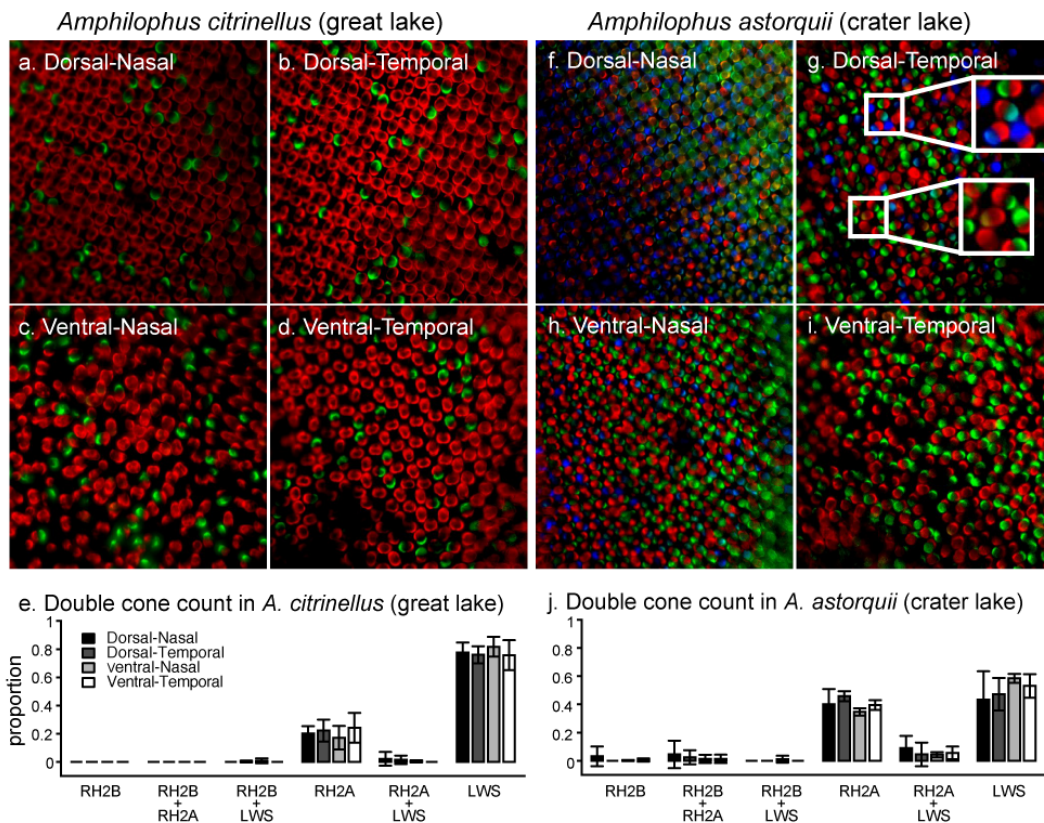 Amphilophus citrinellus (great lake)
Amphilophus astorquii (crater lake)
a. Dorsal-Nasal
b. Dorsal-Temporal
f. Dorsal-Nasal
g. Dorsal-Temporal
c. Ventral-Nasal
d. Ventral-Temporal
h. Ventral-Nasal
i. Ventral-Temporal
e. Double cone count in A. citrinellus (great lake)
proportion
1
0.8
0.6
0.4
0.2
0
Dorsal-Nasal
Dorsal-Temporal
ventral-Nasal
Ventral-Temporal
RH2B
RH2B
+
RH2A
RH2B
+
LWS
RH2A
RH2A
+
LWS
LWS
j. Double cone count in A. astorquii (crater lake)
1
0.8
0.6
0.4
0.2
0
RH2B
RH2B
+
RH2A
RH2B
+
LWS
RH2A
RH2A
+
LWS
LWS